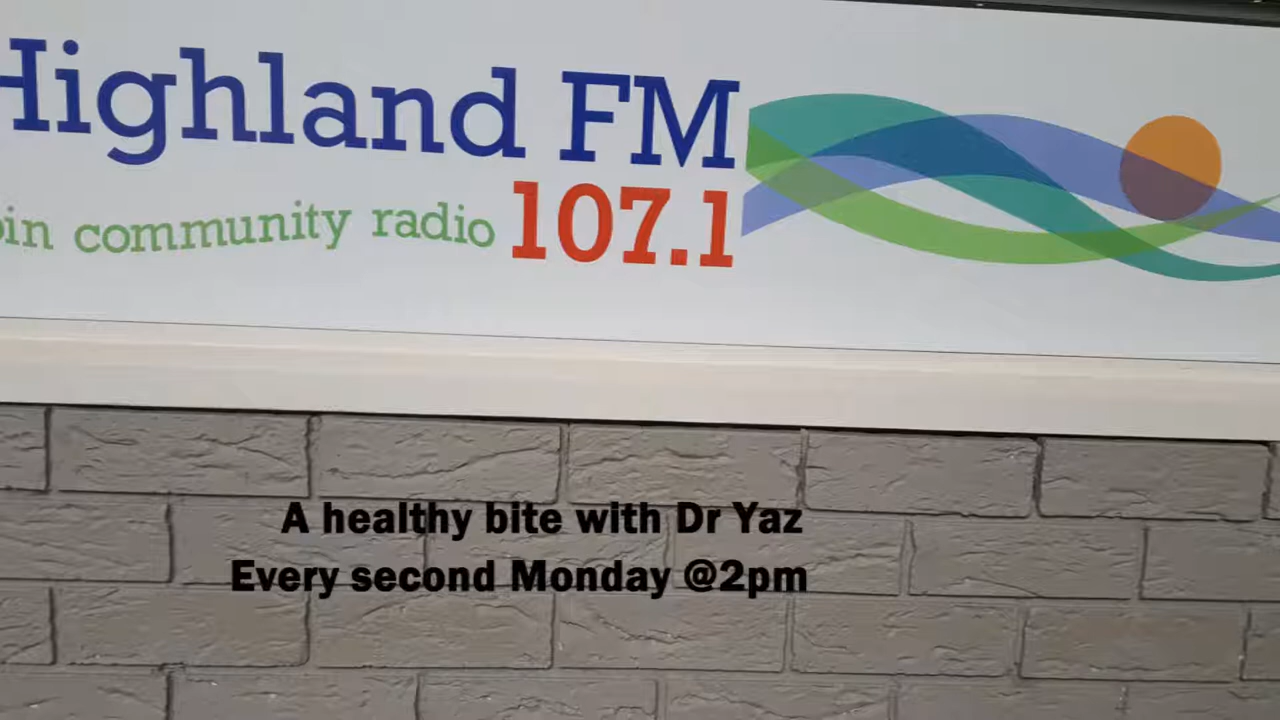 Highland FM
in community radio 107.1
A healthy bite with Dr Yaz
Every second Monday @2pm